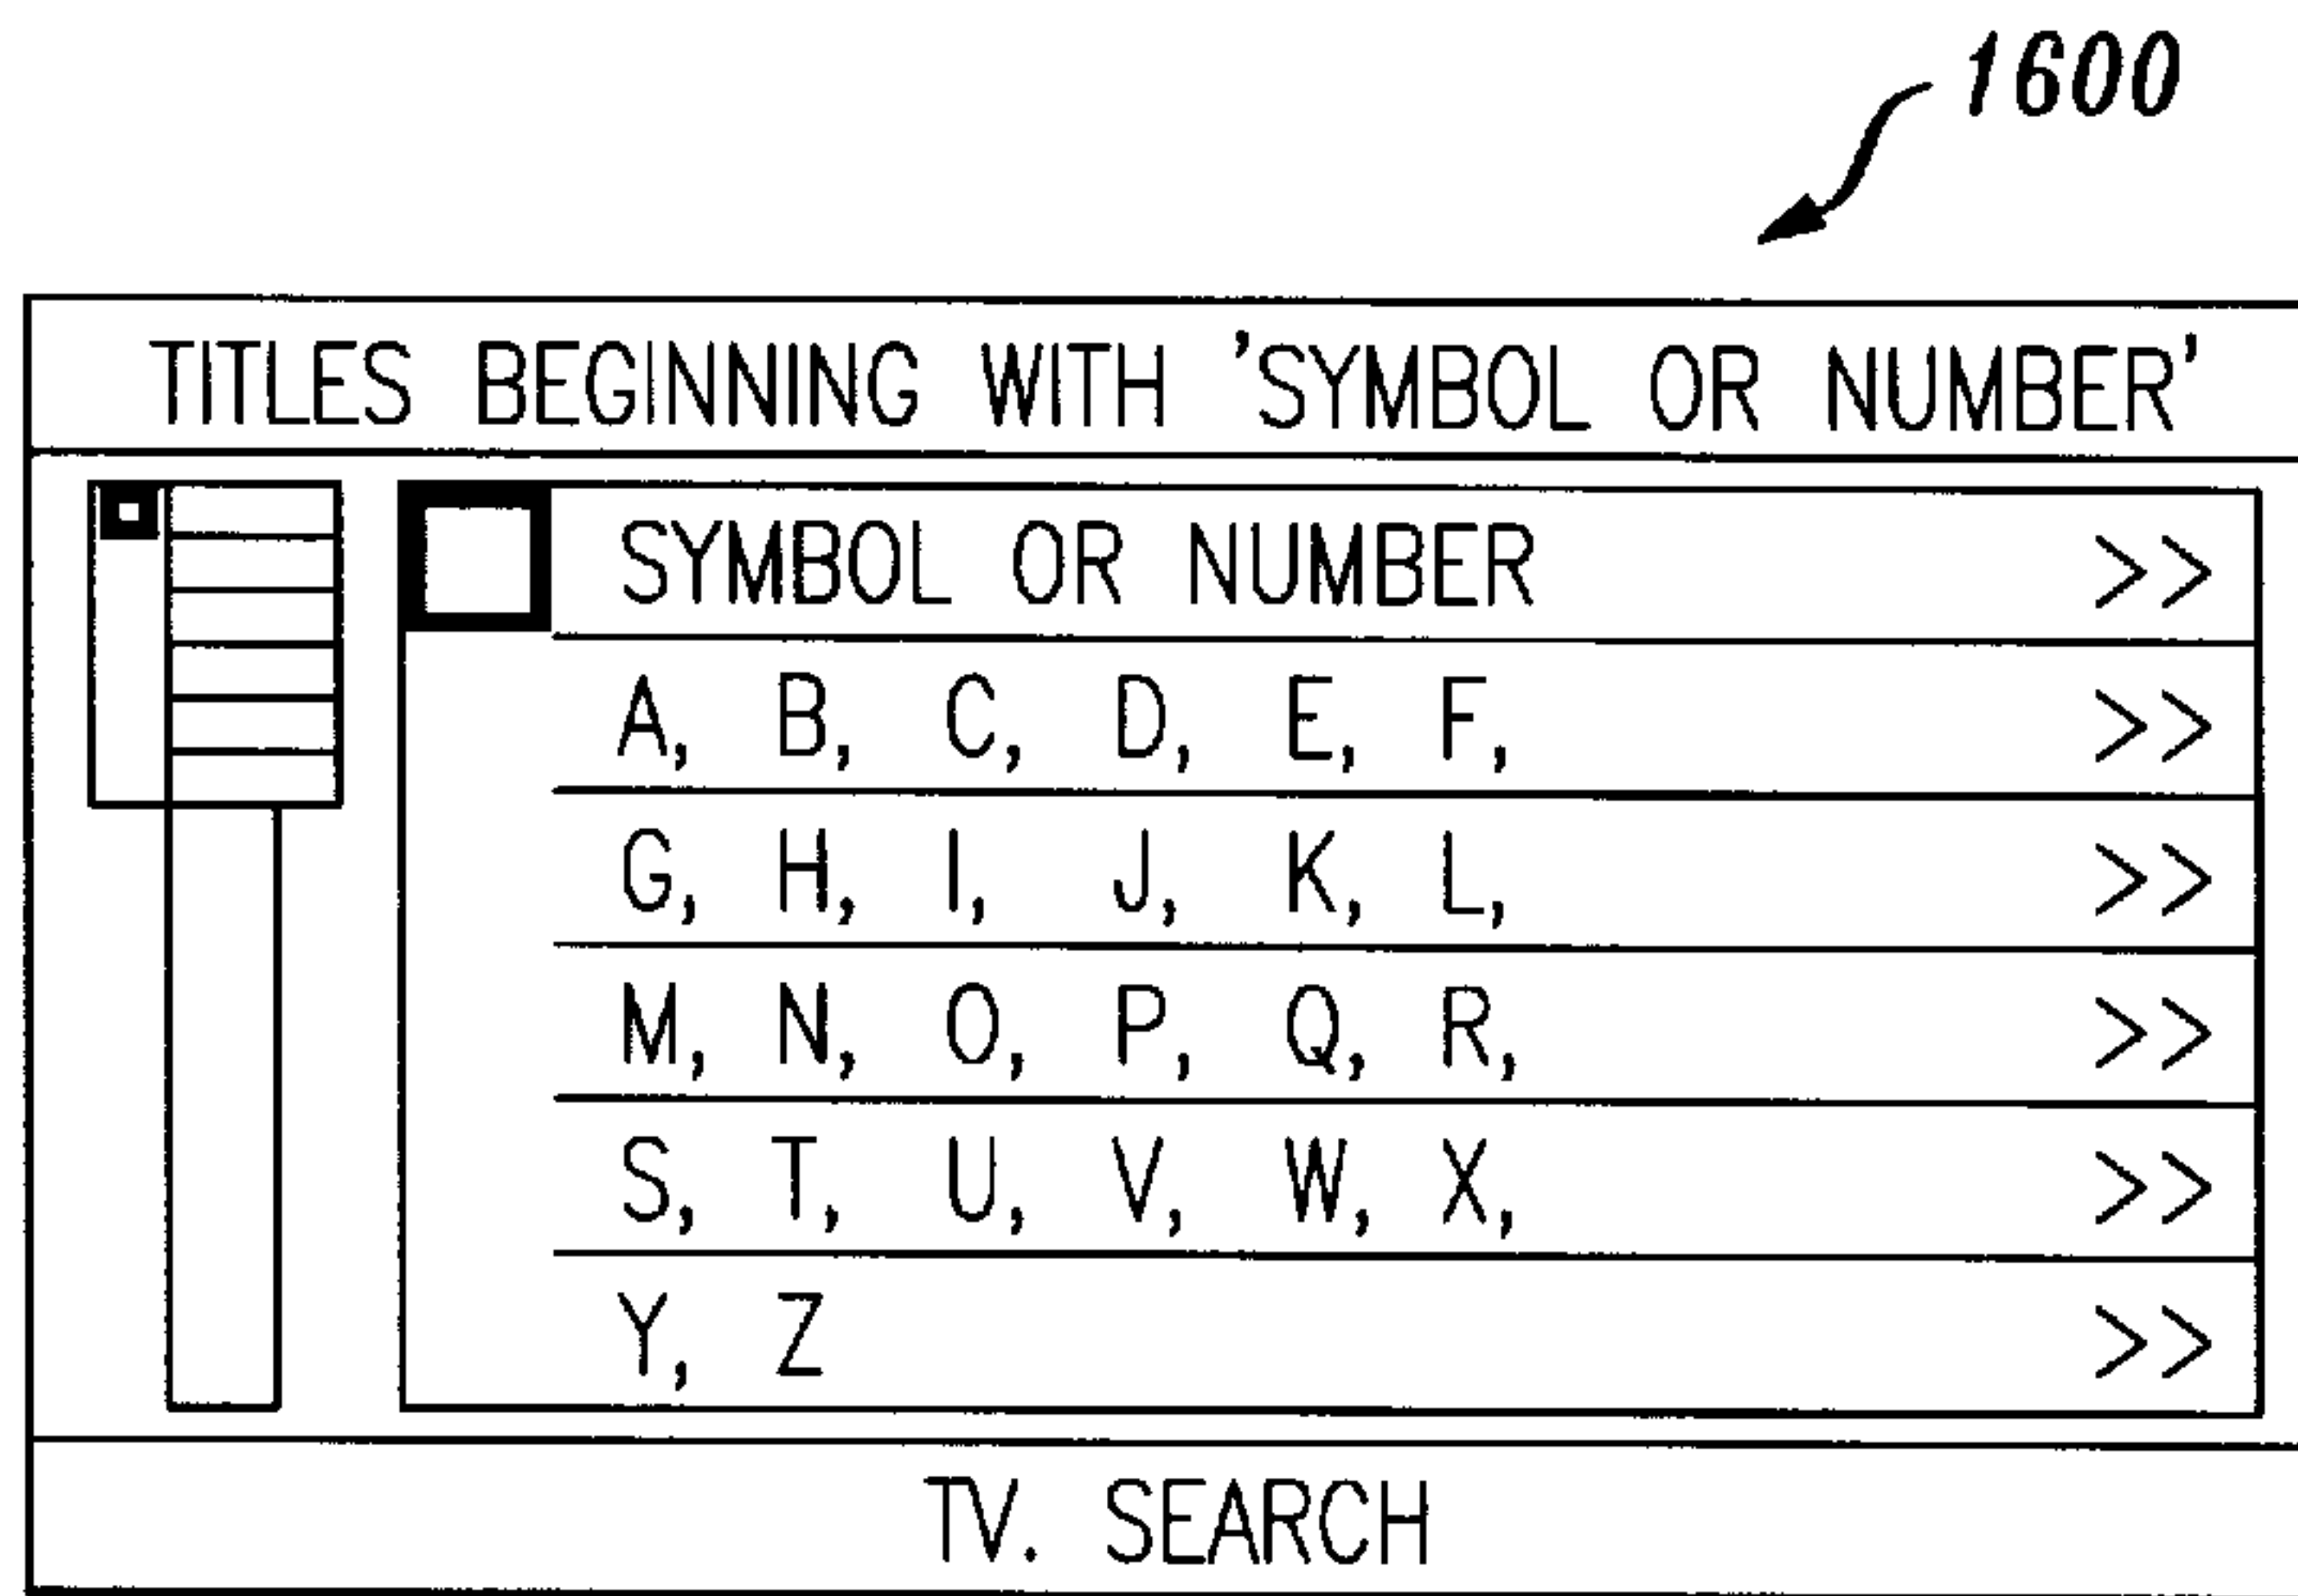 1600
TITLES BEGINNING WITH 'SYMBOL OR NUMBER'
SYMBOL OR NUMBER >>
A, B, C, D, E, F, >>
G, H, I, J, K, L, >>
M, N, O, P, Q, R, >>
S, T, U, V, W, X, >>
Y, Z >>
TV. SEARCH